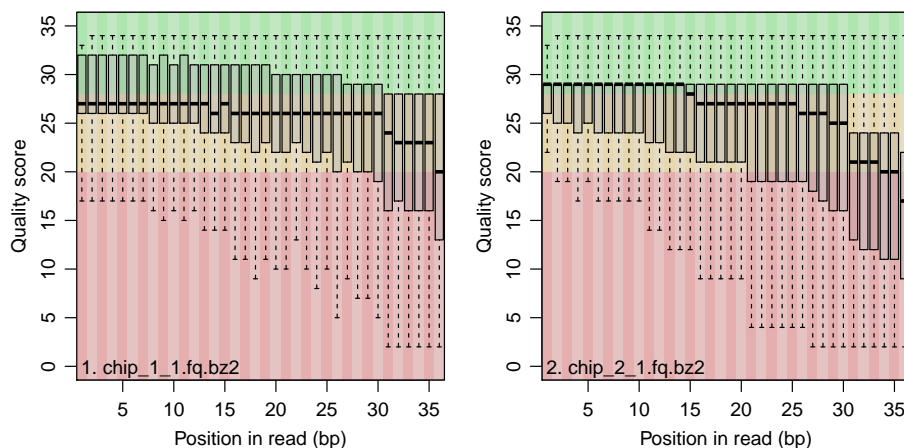 35
30
25
20
15
10
5
0
Quality score
1. chip_1_1.fq.bz2
5 10 15 20 25 30 35
Position in read (bp)
35
30
25
20
15
10
5
0
Quality score
2. chip_2_1.fq.bz2
5 10 15 20 25 30 35
Position in read (bp)